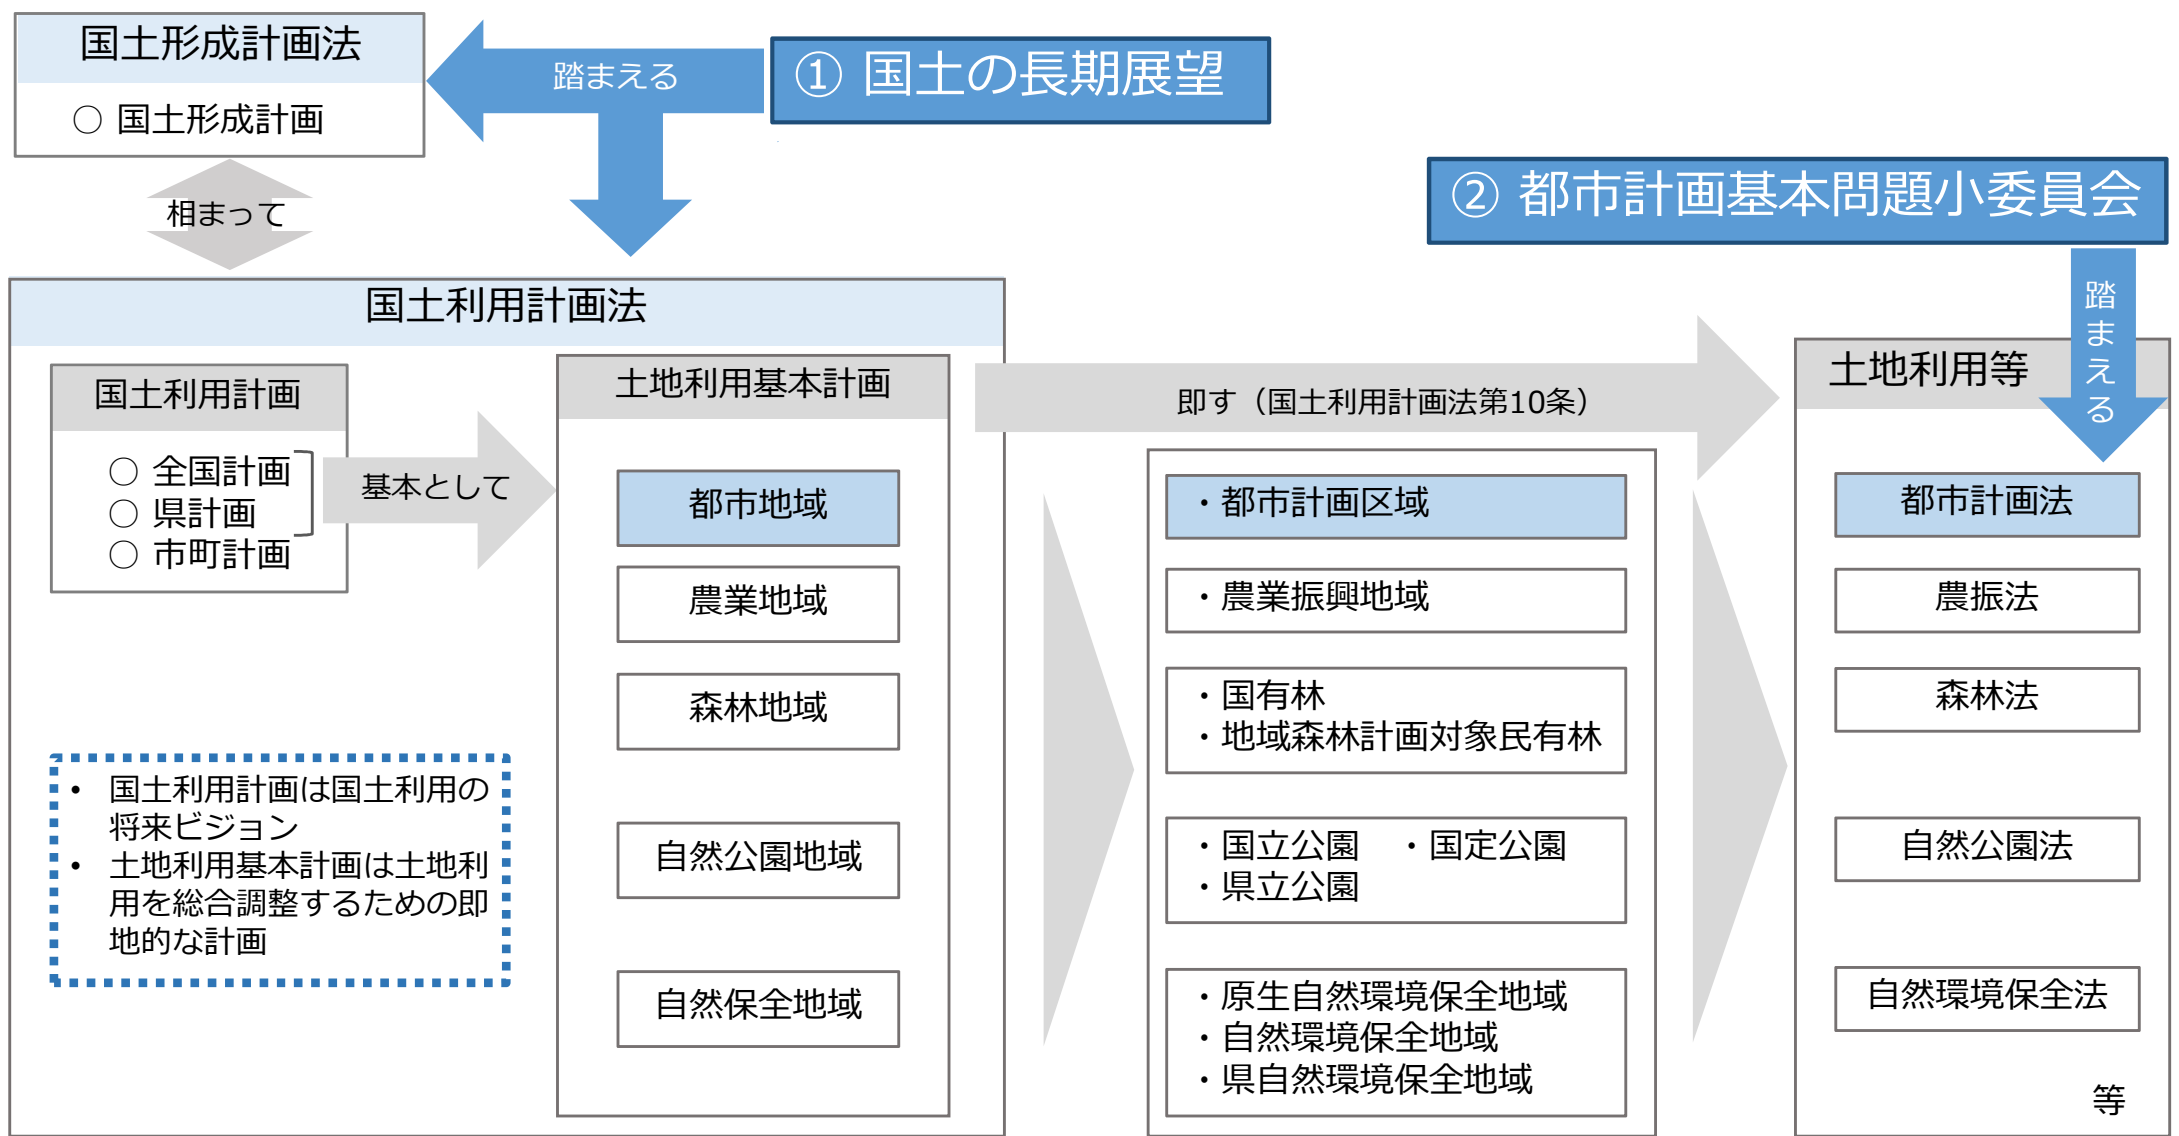 国土形成計画法
○ 国土形成計画
踏まえる
① 国土の長期展望
② 都市計画基本問題小委員会
相まって
踏まえる
国土利用計画法
国土利用計画
○ 全国計画
○ 県計画
○ 市町計画
基本として
土地利用基本計画
都市地域
農業地域
森林地域
自然公園地域
自然保全地域
• 国土利用計画は国土利用の
将来ビジョン
• 土地利用基本計画は土地利
用を総合調整するための即
地的な計画
即す（国土利用計画法第10条）
・都市計画区域
・農業振興地域
・国有林
・地域森林計画対象民有林
・国立公園　・国定公園
・県立公園
・原生自然環境保全地域
・自然環境保全地域
・県自然環境保全地域
土地利用等
都市計画法
農振法
森林法
自然公園法
自然環境保全法
等